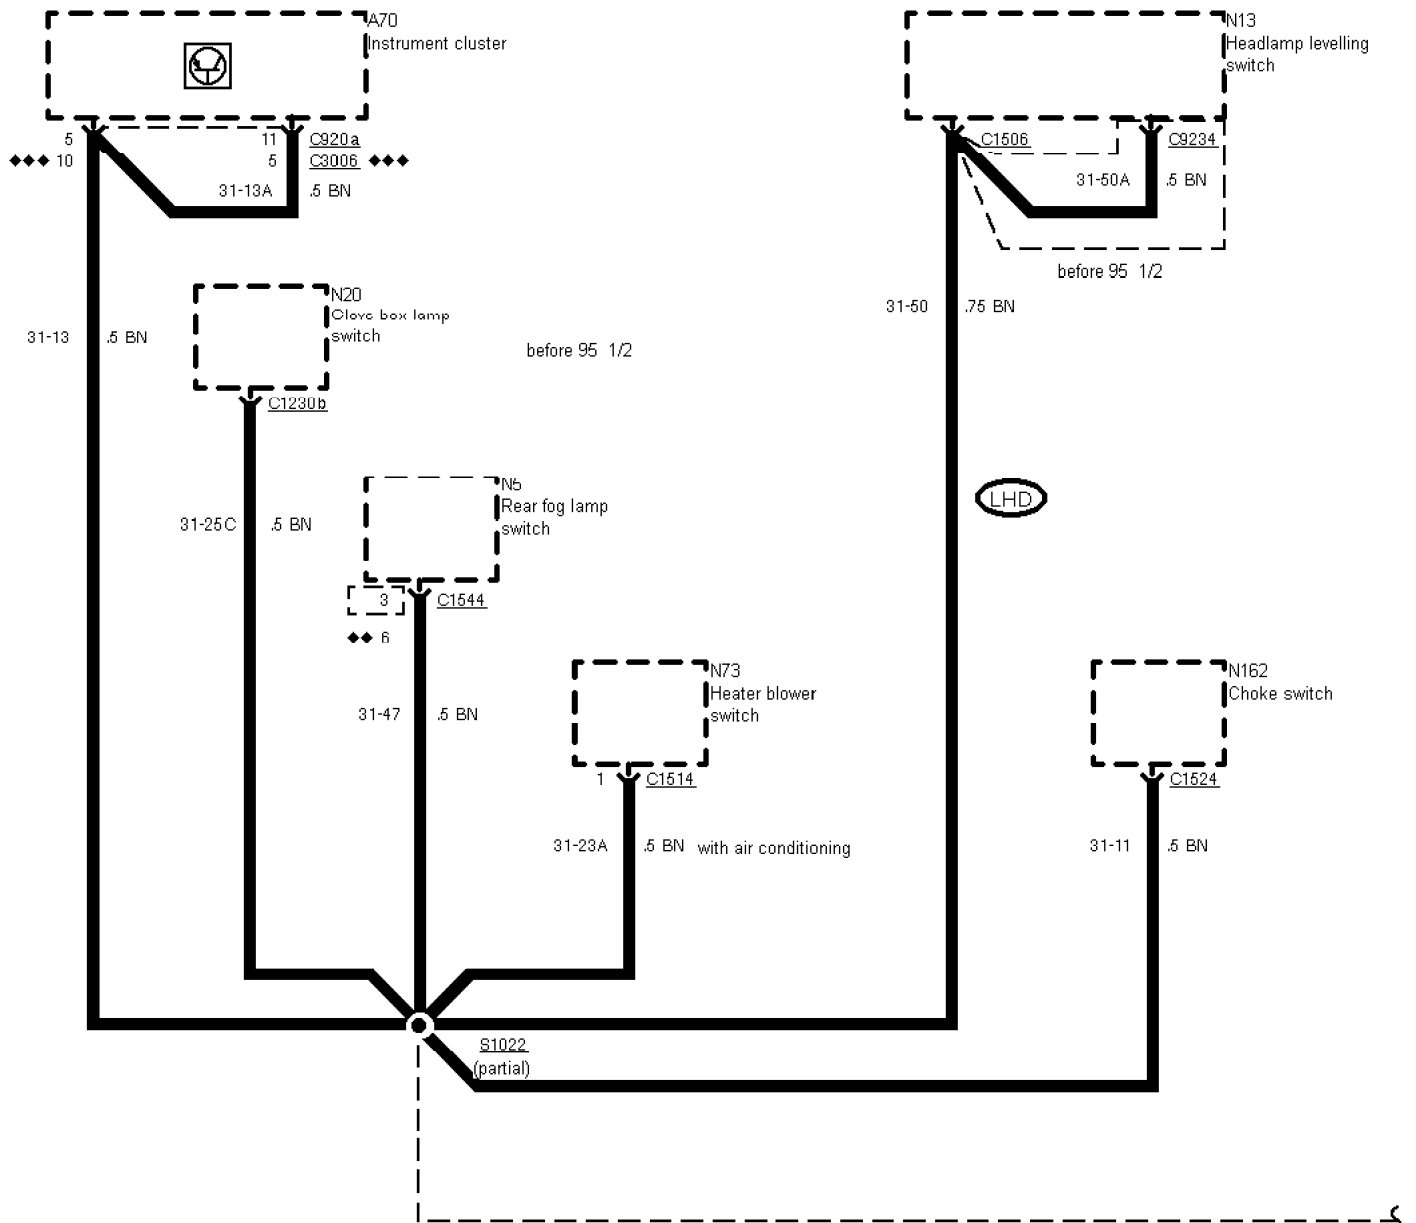 A70
Instrument cluster
N13
Headlamp levelling
switch
5
11
C920a
10
5
C3006
31-13A
.5 BN
C1506
C9234
31-50A
.5 BN
before 95 1/2
31-50
.75 BN
N20
Glove box lamp
switch
31-13
.5 BN
before 95 1/2
C1230b
N5
Rear fog lamp
switch
LHD
31-25C
.5 BN
3
C1544
6
N73
Heater blower
switch
N162
Choke switch
31-47
.5 BN
1
C1514
C1524
31-23A
.5 BN
with air conditioning
31-11
.5 BN
S1022
(partial)